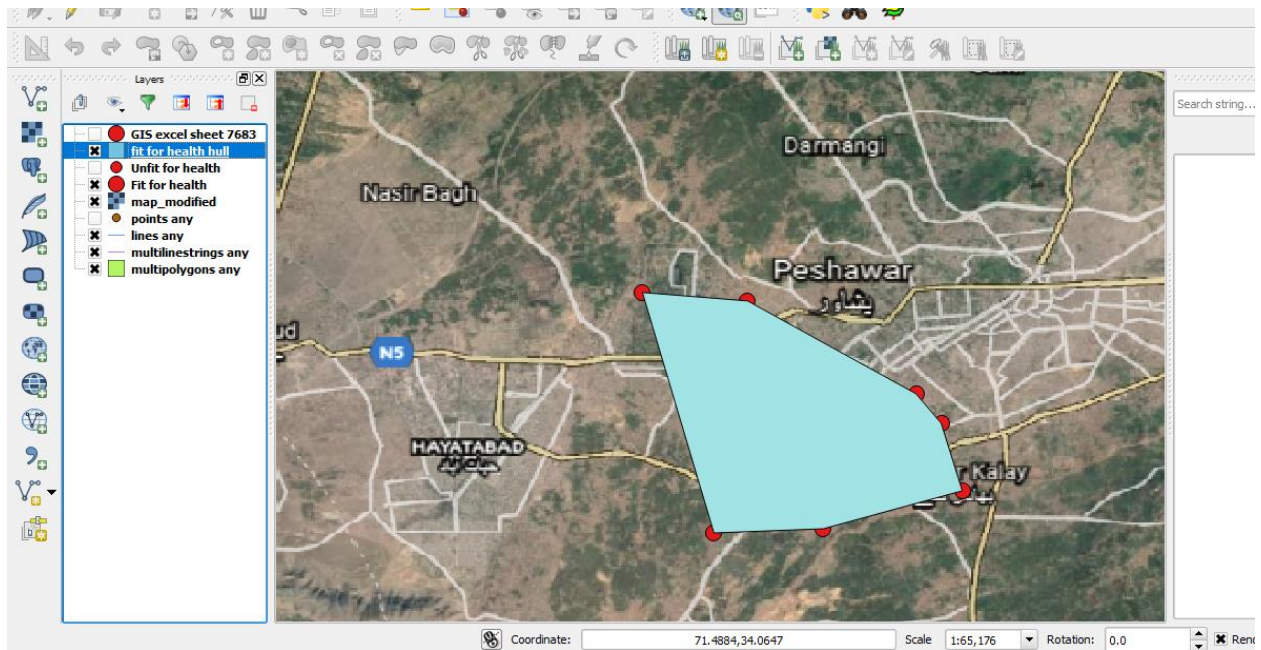 Layers
GIS excel sheet 7683
fit for health hull
Unfit for health
Fit for health
map_modified
points any
lines any
multilinestrings any
multipolygons any
Search string...
Darmangi
Nasir Bagh
Peshawar
پشاور
N5
HAYATABAD
حیات آباد
Kalay
Coordinate:
71.4884,34.0647
Scale
1:65,176
Rotation:
0.0